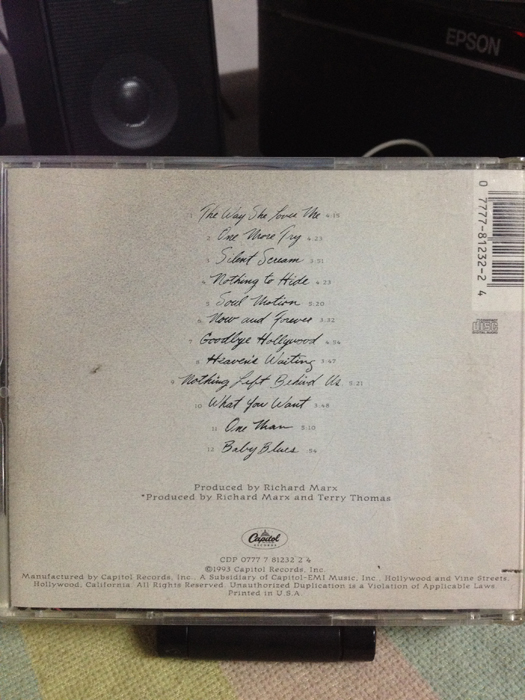 EPSON
0 7777-81232-2 4
1 The Way She Loves Me 4:15
2 One More Try 4:23
3 Silent Scream 3:31
4 Nothing to Hide 4:23
5 Soul Motion 5:20
6 Now and Forever 3:32
7 Goodbye Hollywood 4:54
8 Heaven's Waiting 3:47
9 Nothing Left Behind Us 5:21
10 What You Want 3:48
11 One Man 5:10
12 Baby Blues :54
Produced by Richard Marx
*Produced by Richard Marx and Terry Thomas
Capitol
RECORDS
CDP 0777 7 81232 2 4
©1993 Capitol Records, Inc.
Manufactured by Capitol Records, Inc., A Subsidiary of Capitol-EMI Music, Inc., Hollywood and Vine Streets,
Hollywood, California. All Rights Reserved. Unauthorized Duplication is a Violation of Applicable Laws.
Printed in U.S.A.
disc